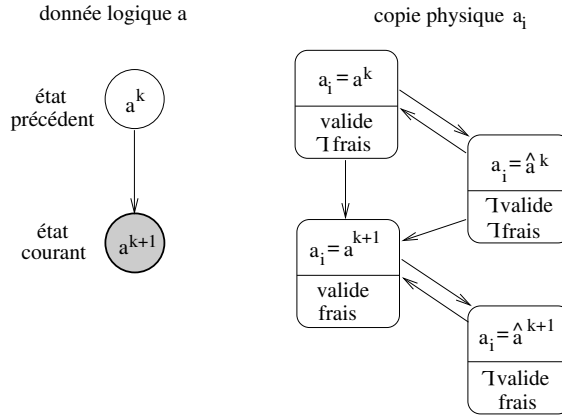 donnée logique a
copie physique a_i
état
précédent
a^k
a_i = a^k
valide
⅂frais
a_i = â^k
⅂valide
⅂frais
état
courant
a^{k+1}
a_i = a^{k+1}
valide
frais
a_i = â^{k+1}
⅂valide
frais